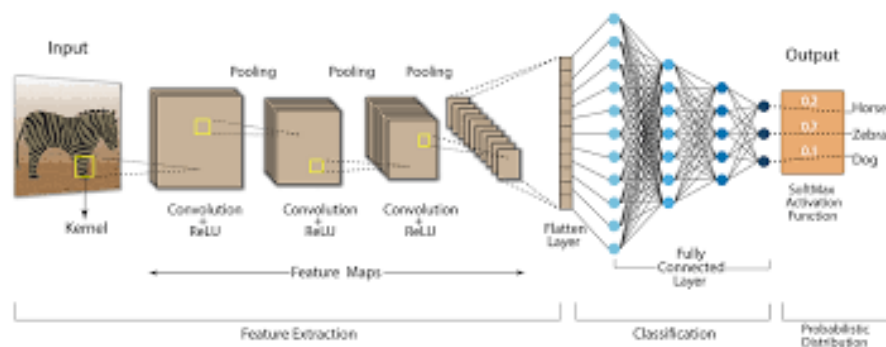 Input
Output
Pooling
Pooling
Pooling
0.2
Horse
0.7
Zebra
0.1
Dog
Kernel
Convolution
+
ReLU
Convolution
+
ReLU
Convolution
+
ReLU
Flatten
Layer
SoftMax
Activation
Function
Feature Maps
Fully
Connected
Layer
Feature Extraction
Classification
Probabilistic
Distribution